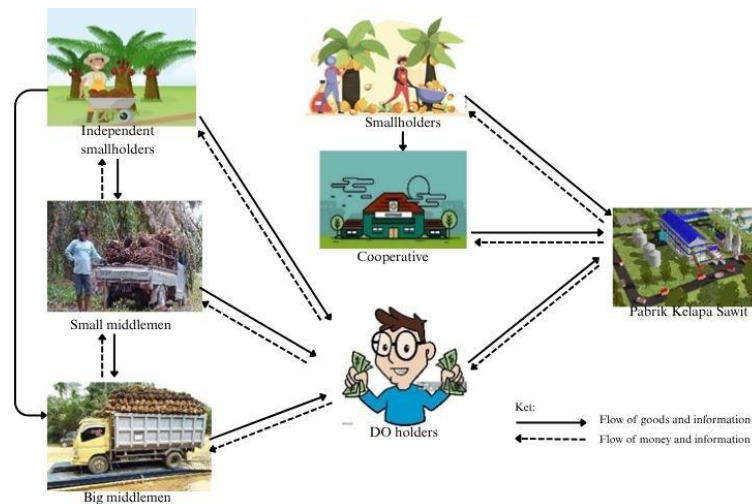 Independent
smallholders
Smallholders
Cooperative
Small middlemen
Pabrik Kelapa Sawit
DO holders
Big middlemen
Ket:
Flow of goods and information
Flow of money and information